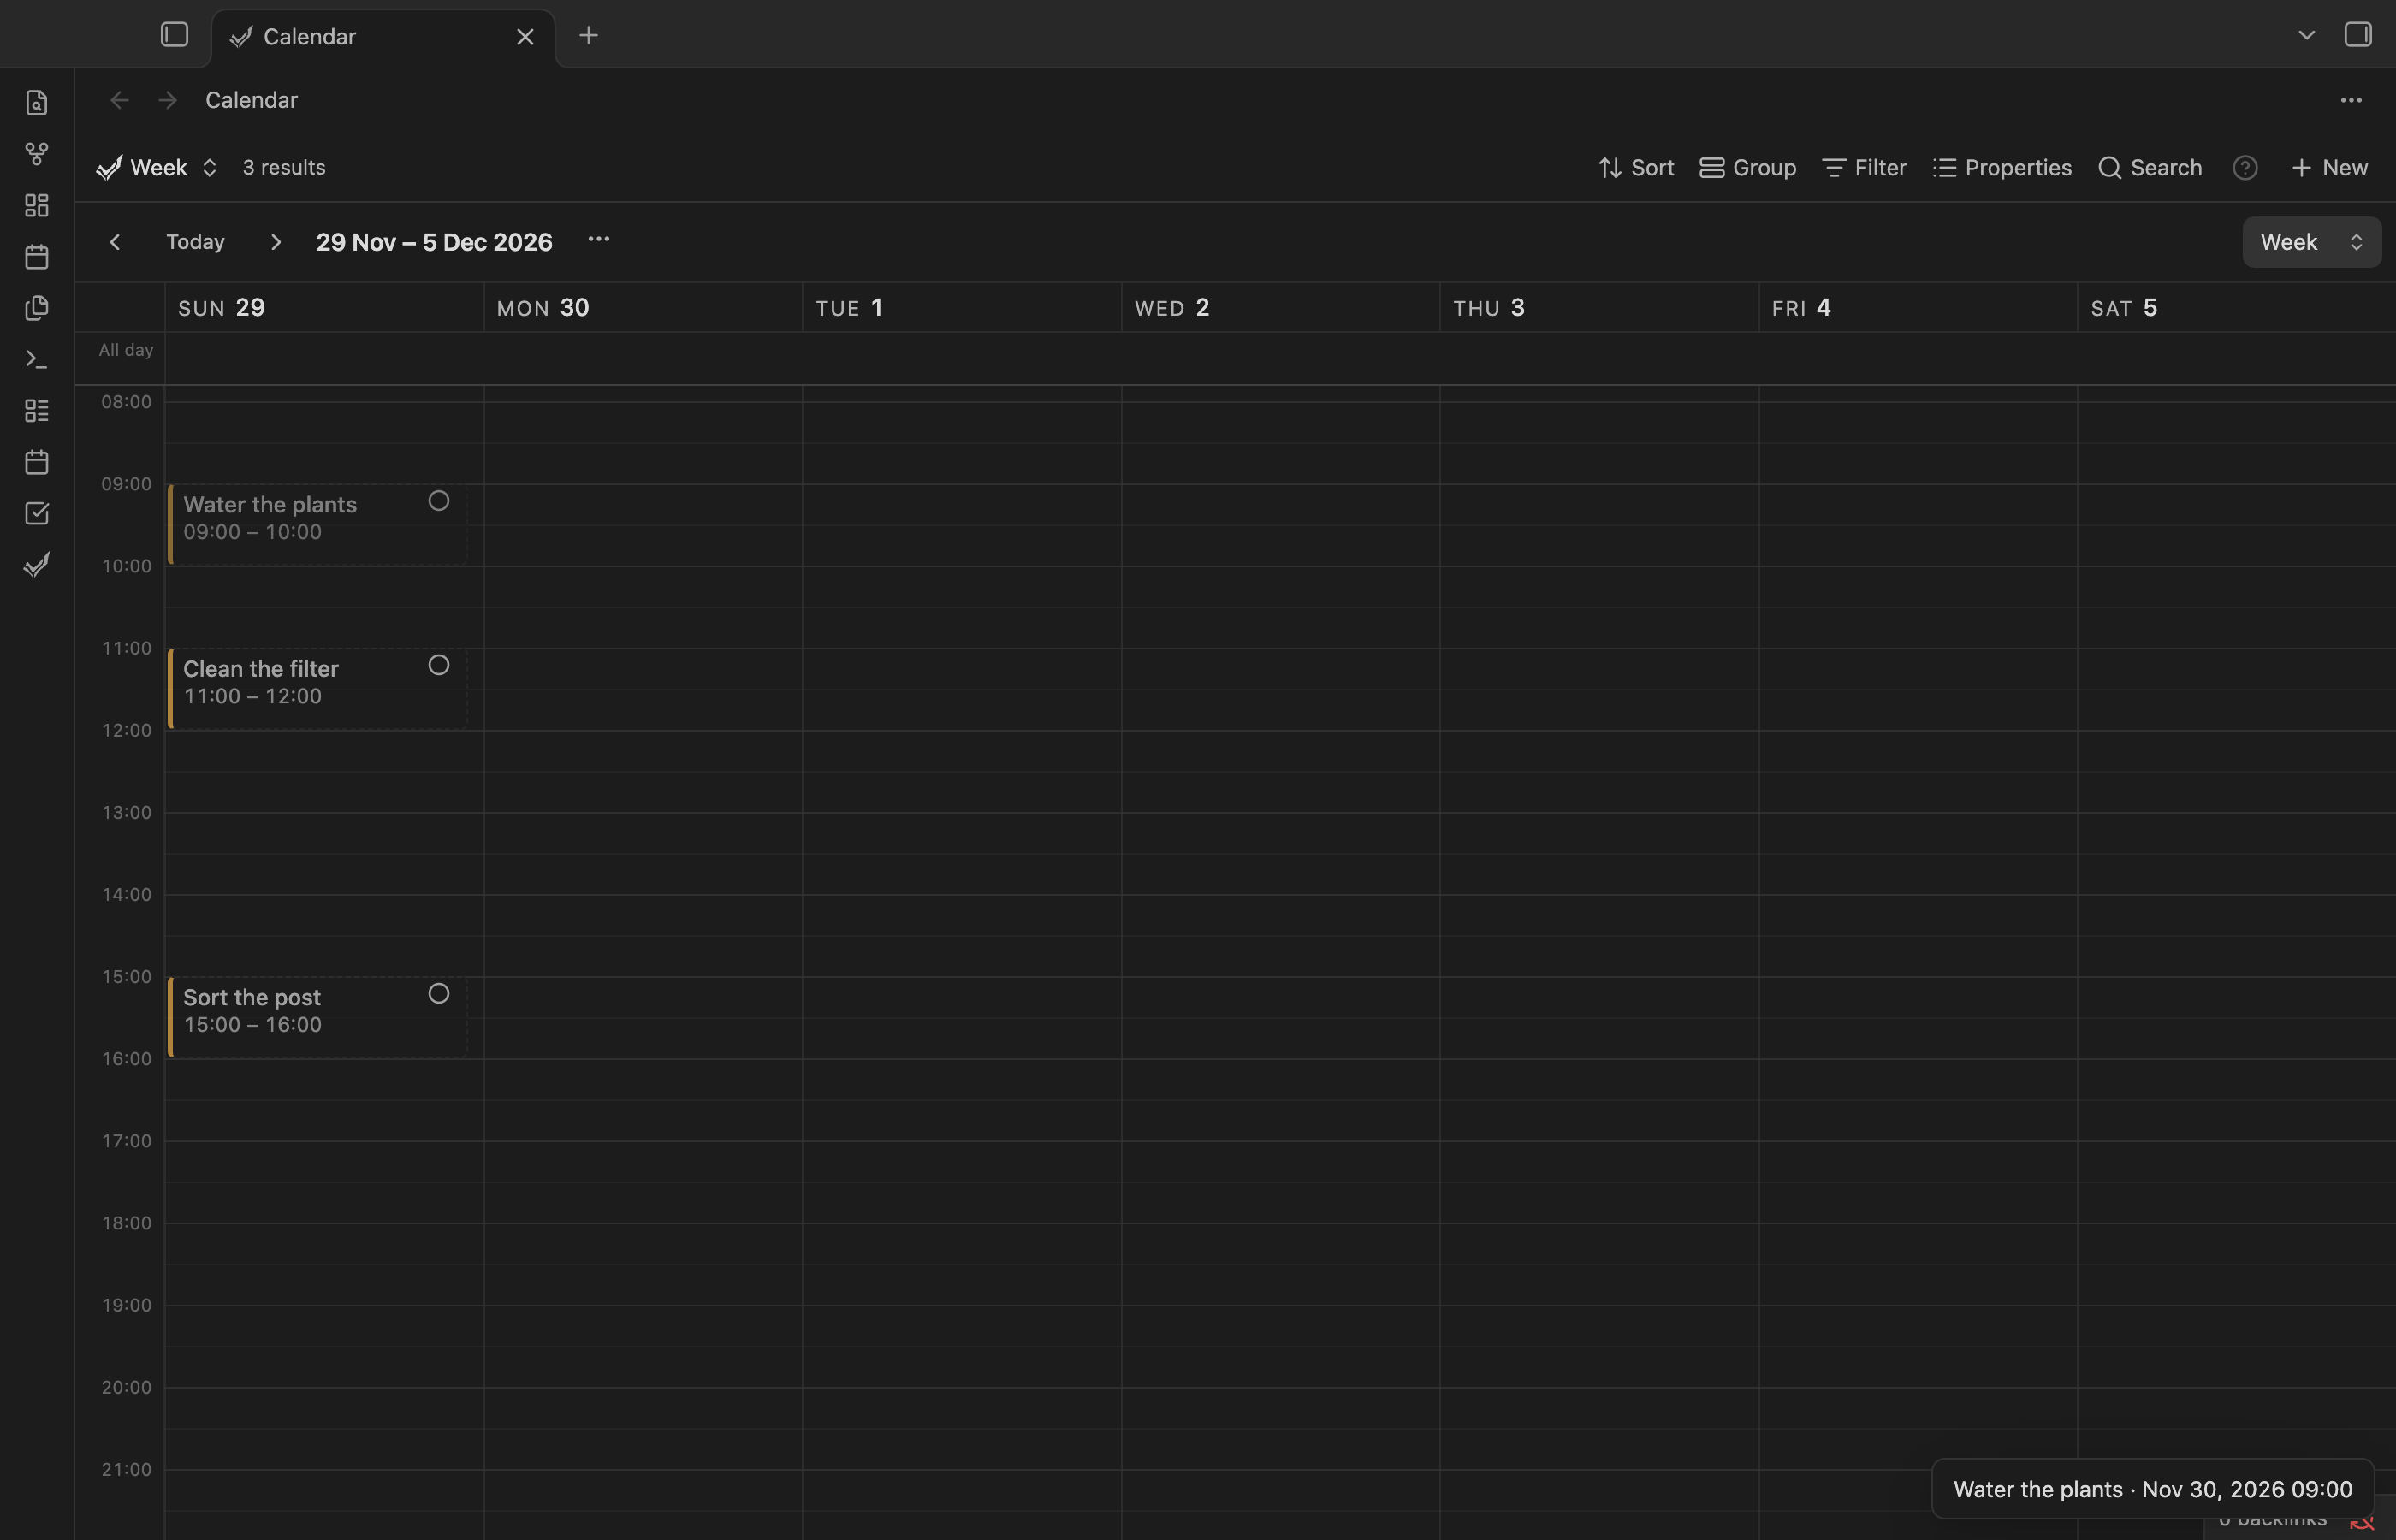 Calendar
Calendar
Week 3 results Sort Group Filter Properties Search ? New
Today 29 Nov – 5 Dec 2026 Week
SUN 29 MON 30 TUE 1 WED 2 THU 3 FRI 4 SAT 5
All day
08:00
09:00
Water the plants
09:00 – 10:00
10:00
11:00
Clean the filter
11:00 – 12:00
12:00
13:00
14:00
15:00
Sort the post
15:00 – 16:00
16:00
17:00
18:00
19:00
20:00
21:00
Water the plants · Nov 30, 2026 09:00
0 backlinks